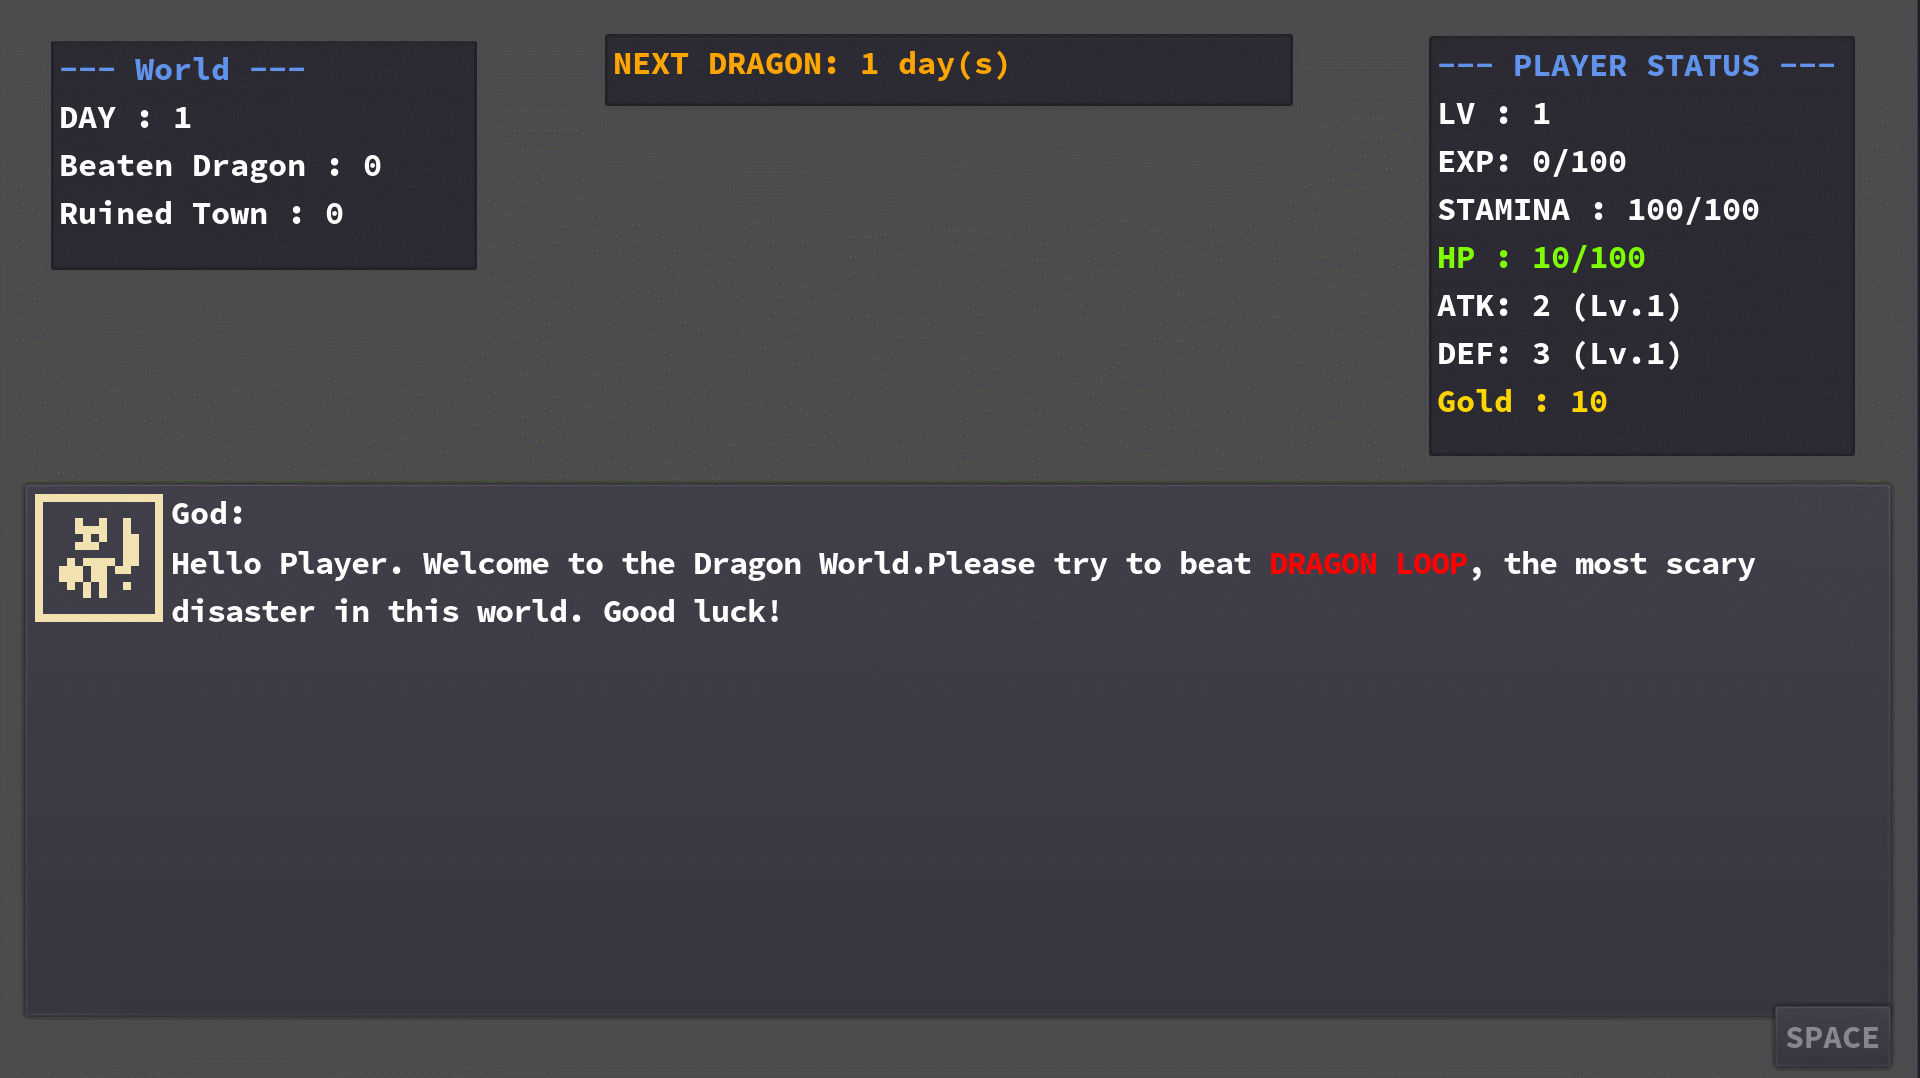 --- World ---
DAY : 1
Beaten Dragon : 0
Ruined Town : 0
NEXT DRAGON: 1 day(s)
--- PLAYER STATUS ---
LV : 1
EXP: 0/100
STAMINA : 100/100
HP : 10/100
ATK: 2 (Lv.1)
DEF: 3 (Lv.1)
Gold : 10
God:
Hello Player. Welcome to the Dragon World.Please try to beat DRAGON LOOP, the most scary
disaster in this world. Good luck!
SPACE